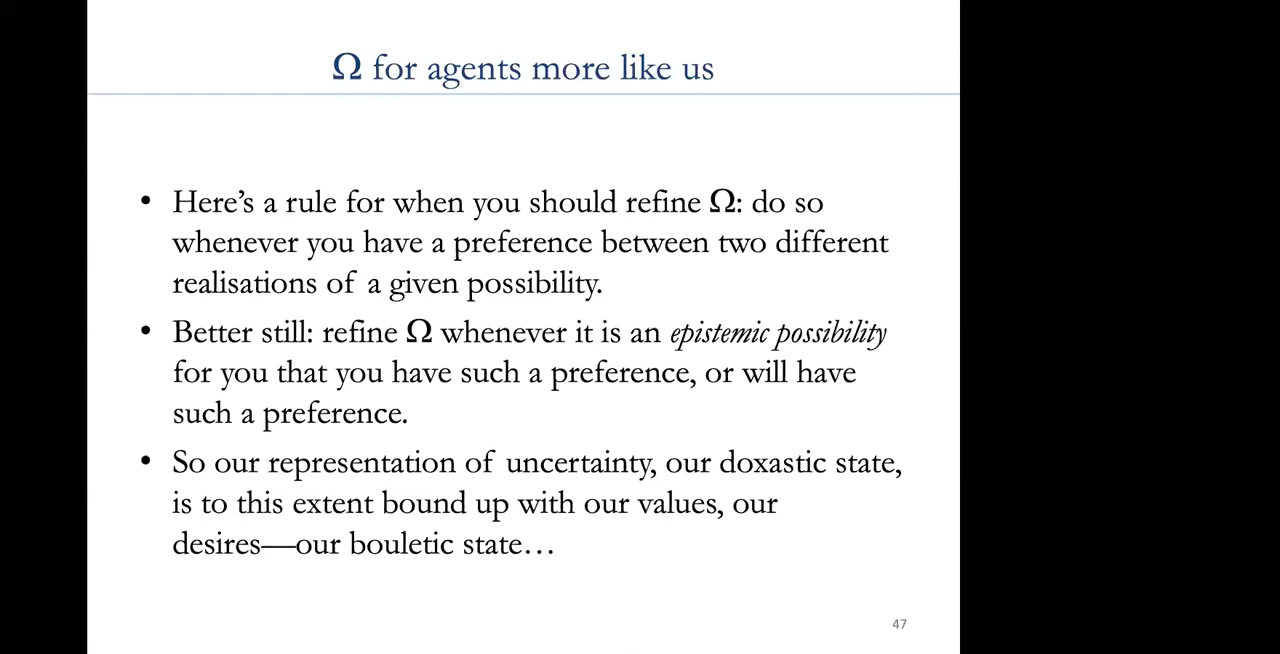 Ω for agents more like us
• Here’s a rule for when you should refine Ω: do so
whenever you have a preference between two different
realisations of a given possibility.
• Better still: refine Ω whenever it is an epistemic possibility
for you that you have such a preference, or will have
such a preference.
• So our representation of uncertainty, our doxastic state,
is to this extent bound up with our values, our
desires—our bouletic state…
47